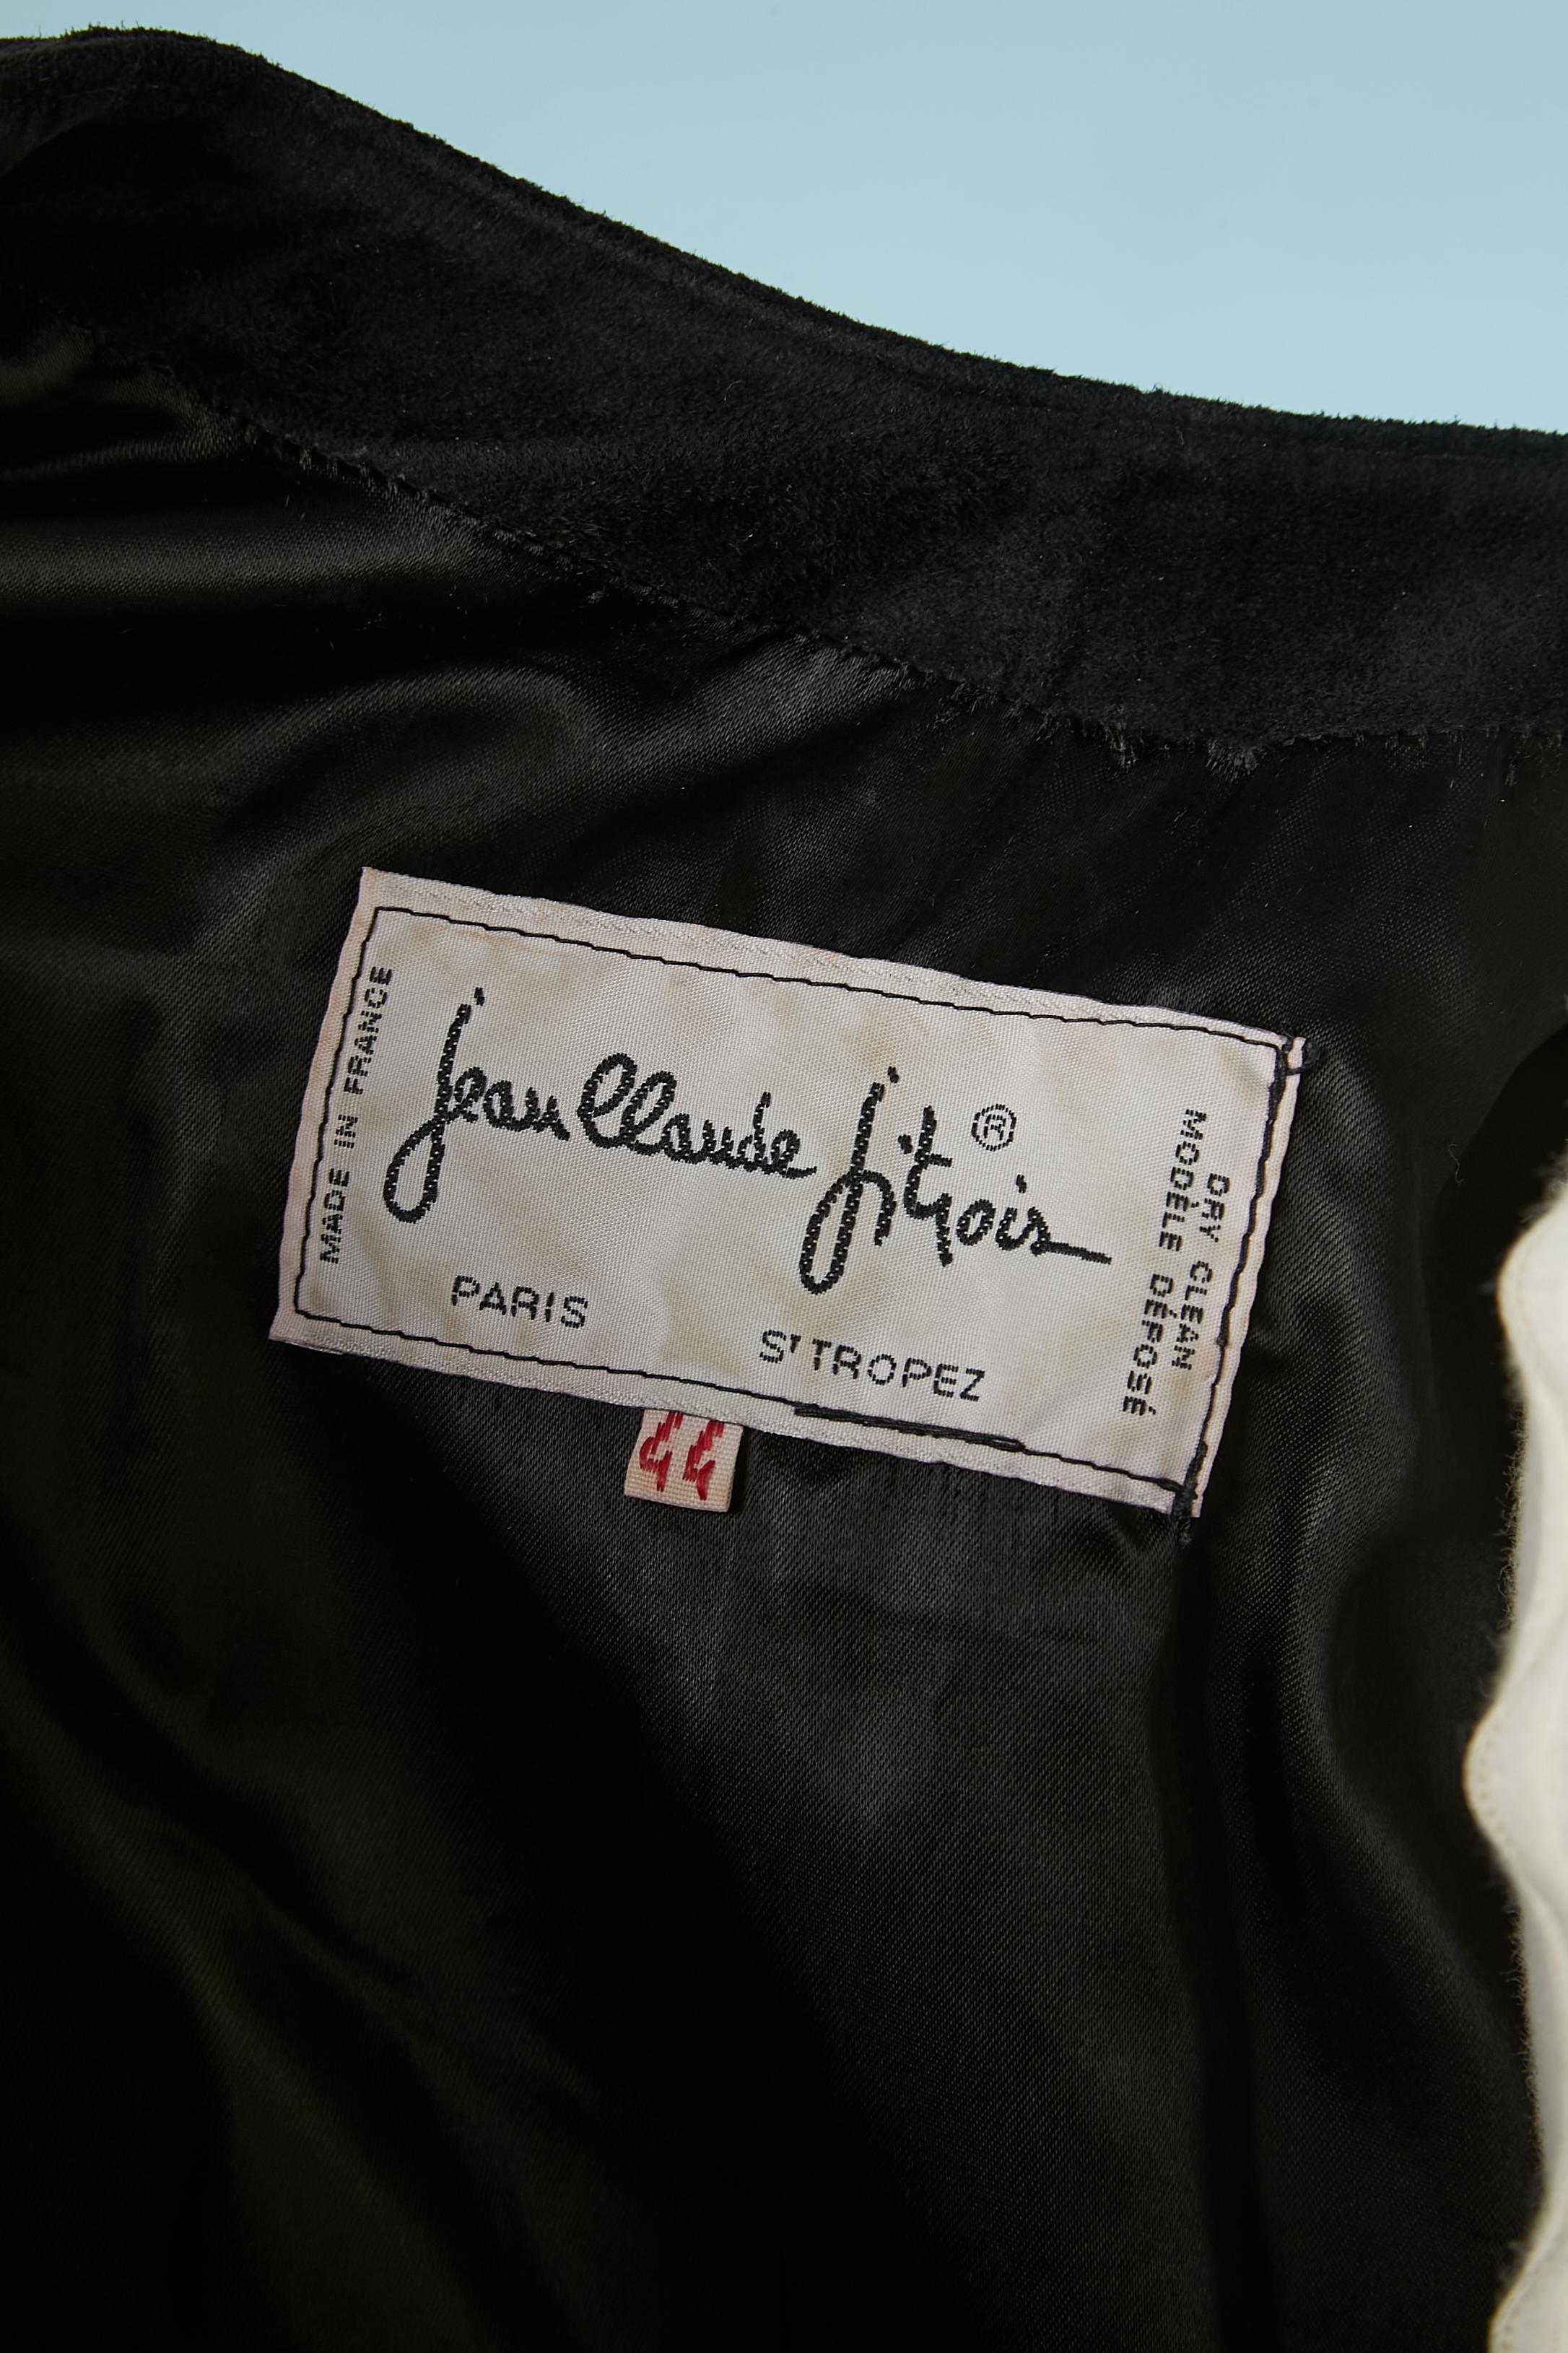 MADE IN FRANCE
jean Claude jitrois ®
PARIS
ST TROPEZ
DRY CLEAN
MODÈLE DÉPOSÉ
44